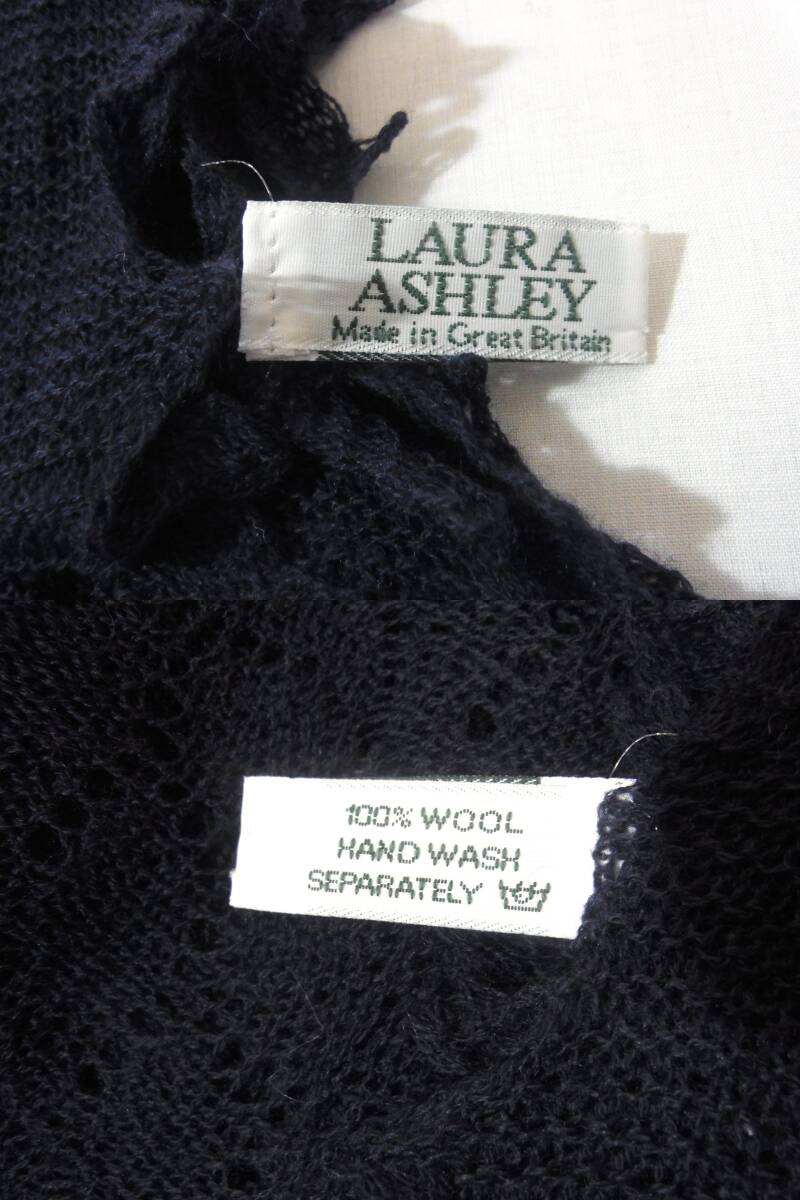 LAURA
ASHLEY
Made in Great Britain
100% WOOL
HAND WASH
SEPARATELY